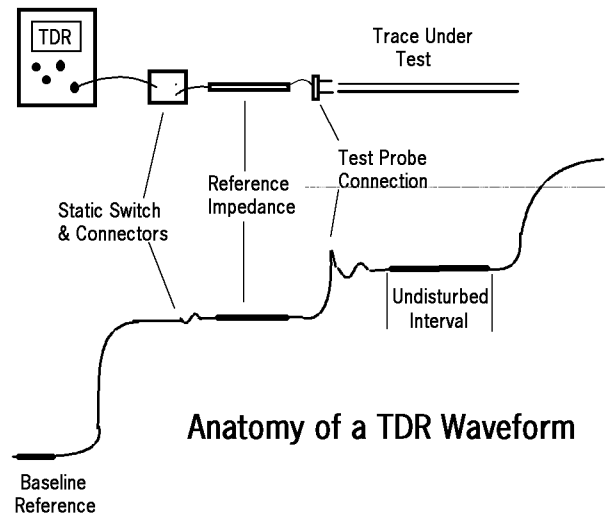 TDR
Trace Under
Test
Test Probe
Connection
Reference
Impedance
Static Switch
& Connectors
Undisturbed
Interval
Anatomy of a TDR Waveform
Baseline
Reference